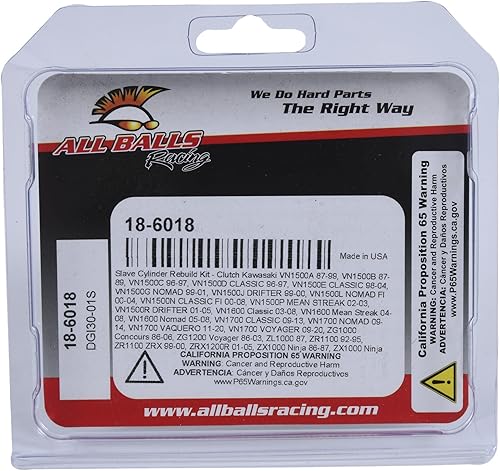 We Do Hard Parts
The Right Way
ALL BALLS
Racing
18-6018
Made in USA
Slave Cylinder Rebuild Kit - Clutch Kawasaki VN1500A 87-99, VN1500B 87-
89, VN1500C 96-97, VN1500D CLASSIC 96-97, VN1500E CLASSIC 98-04,
VN1500G NOMAD 99-01, VN1500J DRIFTER 99-00, VN1500L NOMAD FI
00-04, VN1500N CLASSIC FI 00-08, VN1500P MEAN STREAK 02-03,
VN1500R DRIFTER 01-05, VN1600 Classic 03-08, VN1600 Mean Streak 04-
08, VN1600 Nomad 05-08, VN1700 CLASSIC 09-13, VN1700 NOMAD 09-
14, VN1700 VAQUERO 11-20, VN1700 VOYAGER 09-20, ZG1000
Concours 86-06, ZG1200 Voyager 86-03, ZL1000 87, ZR1100 92-95,
ZR1100 ZRX 99-00, ZRX1200R 01-05, ZX1000 Ninja 86-87, ZX1000 Ninja
CALIFORNIA PROPOSITION 65 WARNING
WARNING: Cancer and Reproductive Harm
ADVERTENCIA: Cáncer y Daños Reproductivos
www.P65Warnings.ca.gov
18-6018
DGI30-01S
California Proposition 65 Warning
WARNING: Cancer and Reproductive Harm
ADVERTENCIA: Cáncer y Daños Reproductivos
www.P65Warnings.ca.gov
www.allballsracing.com